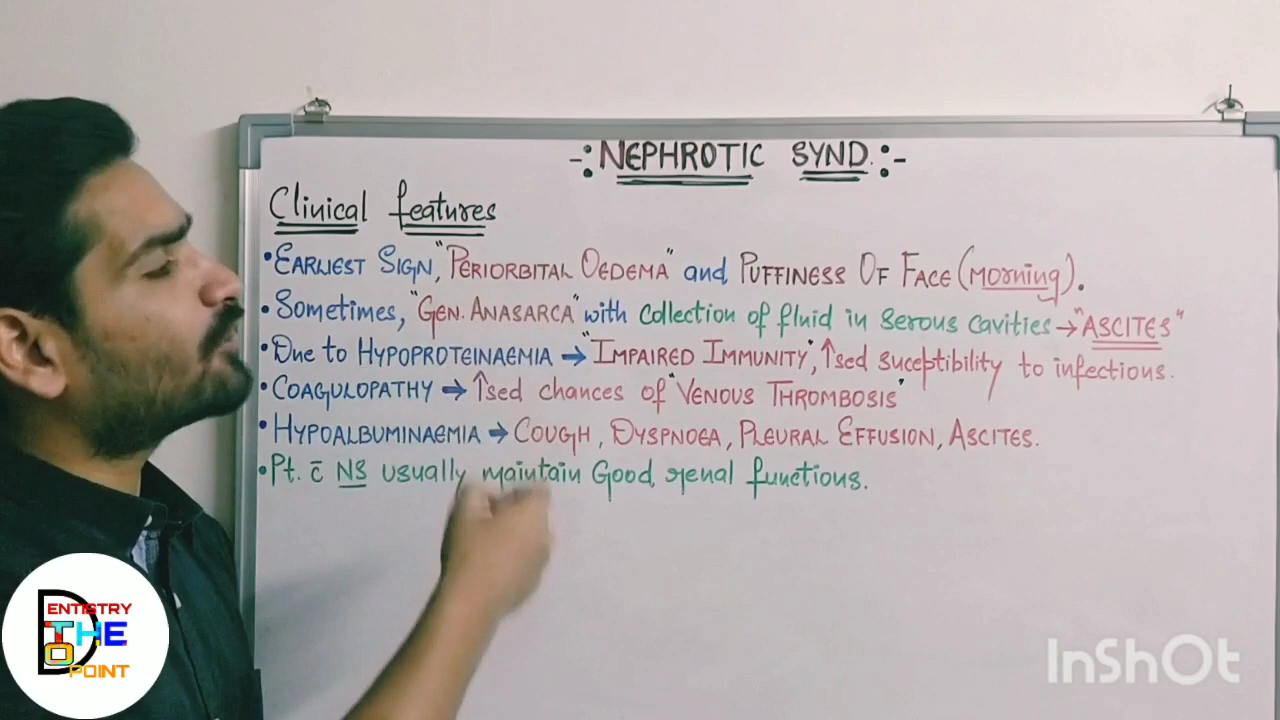 -:NEPHROTIC SYND.:-
Clinical features
•EARLIEST SIGN, "PERIORBITAL OEDEMA" and PUFFINESS OF FACE (MORNING).
•Sometimes, "GEN. ANASARCA" with collection of fluid in serous cavities → "ASCITES"
•Due to HYPOPROTEINAEMIA → "IMPAIRED IMMUNITY", ↑sed suceptibility to infections.
•COAGULOPATHY → ↑sed chances of "VENOUS THROMBOSIS"
•HYPOALBUMINAEMIA → COUGH, DYSPNOEA, PLEURAL EFFUSION, ASCITES.
•Pt. c̄ NS usually maintain Good renal functions.
DENTISTRY
THE
TO
POINT
InShOt